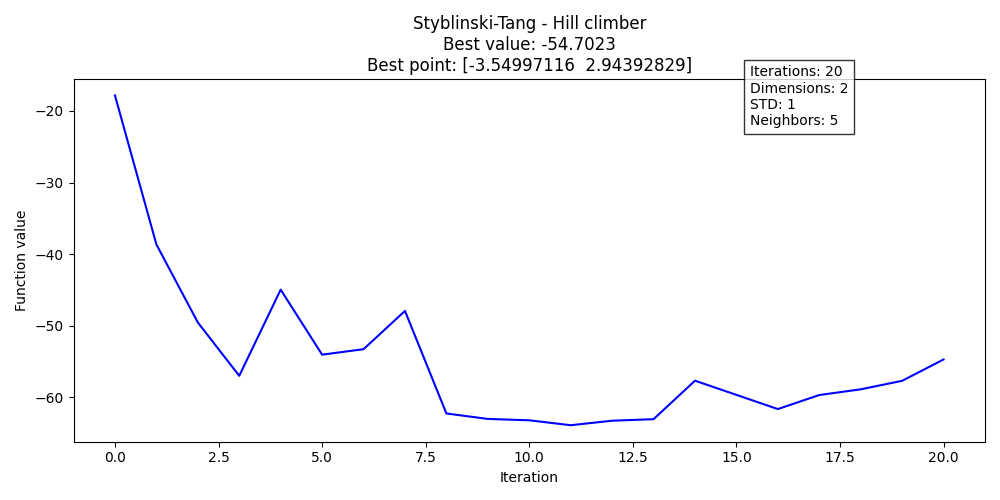 Styblinski-Tang - Hill climber
Best value: -54.7023
Best point: [-3.54997116  2.94392829]
Iterations: 20
Dimensions: 2
STD: 1
Neighbors: 5
Function value
−20
−30
−40
−50
−60
0.0 2.5 5.0 7.5 10.0 12.5 15.0 17.5 20.0
Iteration